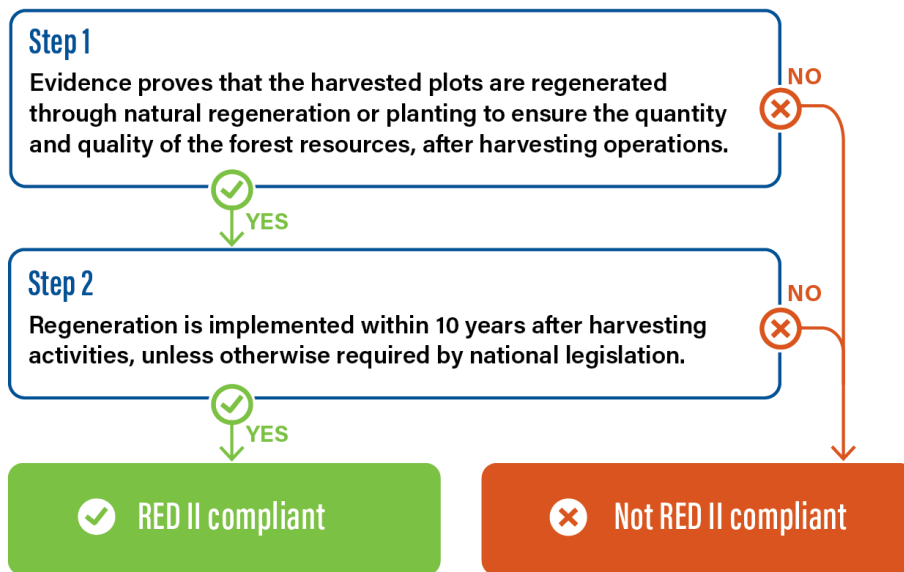 Step 1
Evidence proves that the harvested plots are regenerated
through natural regeneration or planting to ensure the quantity
and quality of the forest resources, after harvesting operations.
NO
YES
Step 2
Regeneration is implemented within 10 years after harvesting
activities, unless otherwise required by national legislation.
NO
YES
RED II compliant
Not RED II compliant